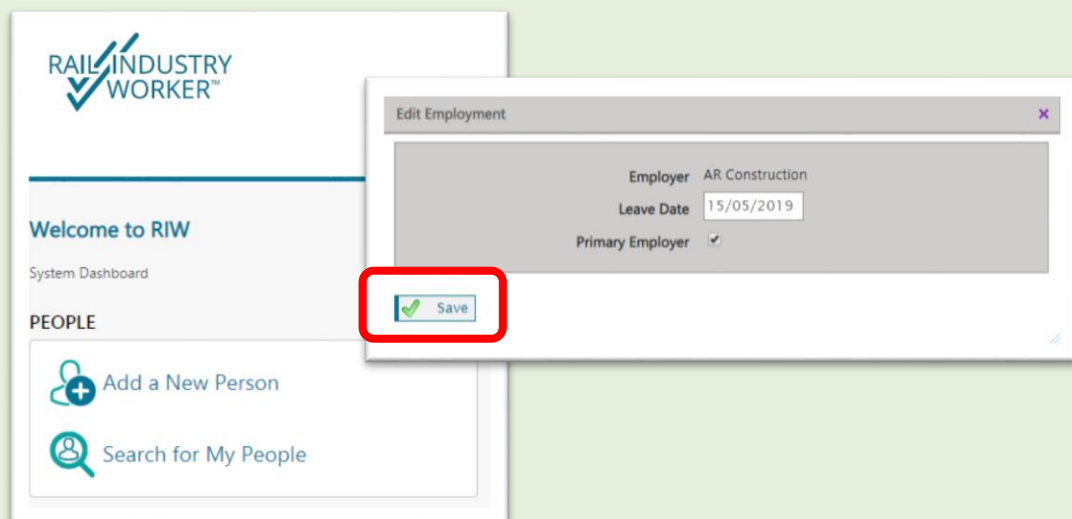 RAIL INDUSTRY
WORKER™
Welcome to RIW
System Dashboard
PEOPLE
Add a New Person
Search for My People
Edit Employment
Employer AR Construction
Leave Date 15/05/2019
Primary Employer
Save